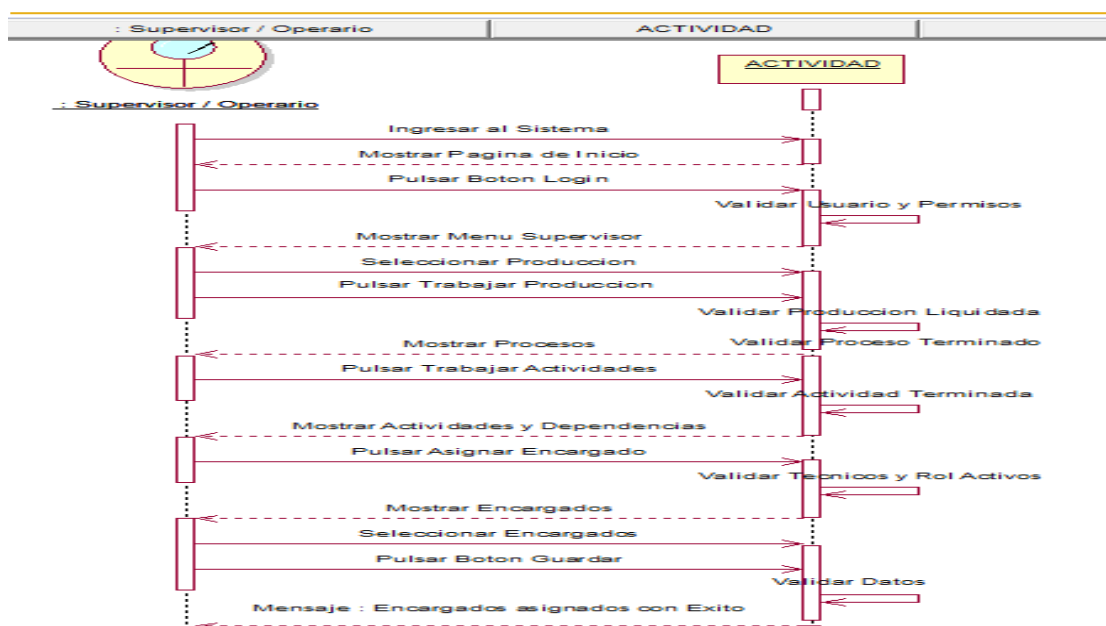 : Supervisor / Operario
ACTIVIDAD
ACTIVIDAD
: Supervisor / Operario
Ingresar al Sistema
Mostrar Pagina de Inicio
Pulsar Boton Login
Validar Usuario y Permisos
Mostrar Menu Supervisor
Seleccionar Produccion
Pulsar Trabajar Produccion
Validar Produccion Liquidada
Mostrar Procesos
Validar Proceso Terminado
Pulsar Trabajar Actividades
Validar Actividad Terminada
Mostrar Actividades y Dependencias
Pulsar Asignar Encargado
Validar Tecnicos y Rol Activos
Mostrar Encargados
Seleccionar Encargados
Pulsar Boton Guardar
Validar Datos
Mensaje : Encargados asignados con Exito